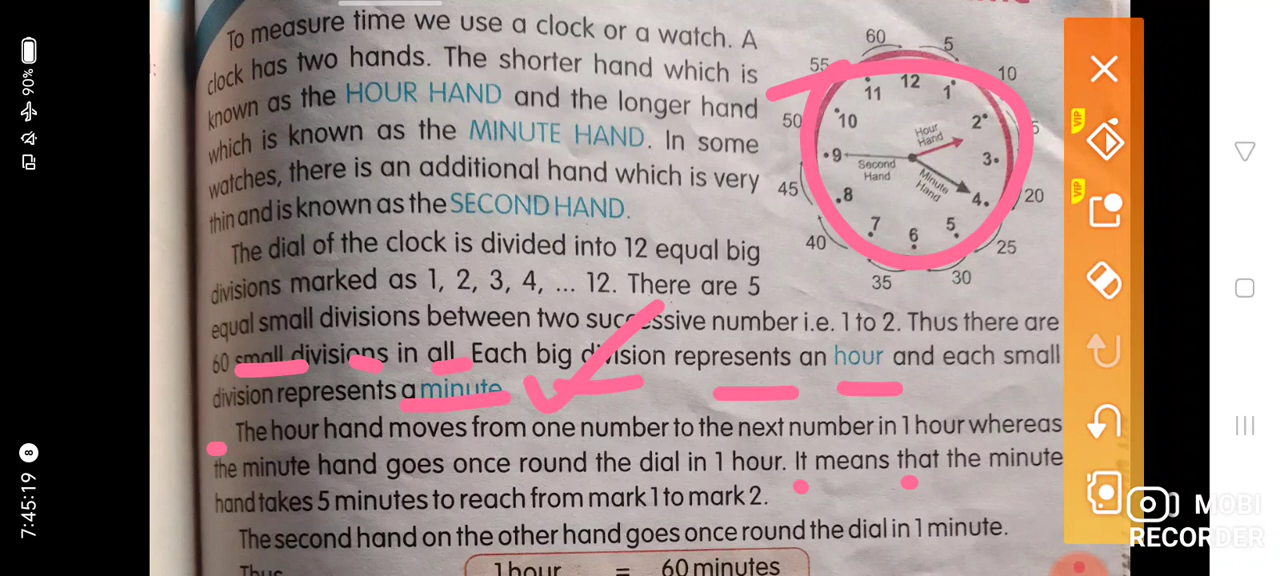 To measure time we use a clock or a watch. A
clock has two hands. The shorter hand which is
known as the HOUR HAND and the longer hand
which is known as the MINUTE HAND. In some
watches, there is an additional hand which is very
thin and is known as the SECOND HAND.
The dial of the clock is divided into 12 equal big
divisions marked as 1, 2, 3, 4, ... 12. There are 5
equal small divisions between two successive number i.e. 1 to 2. Thus there are
60 small divisions in all. Each big division represents an hour and each small
division represents a minute
The hour hand moves from one number to the next number in 1 hour whereas
the minute hand goes once round the dial in 1 hour. It means that the minute
hand takes 5 minutes to reach from mark 1 to mark 2.
The second hand on the other hand goes once round the dial in 1 minute.
Thus
1 hour = 60 minutes
60 5
55 10
12
11 1
50 10 2
Hour
Hand
9 3
Second
Hand
Minute
Hand
45 8 4 20
7 5
6
40 25
35 30
VIP
VIP
MOBI
RECORDER
90%
7:45:19
8